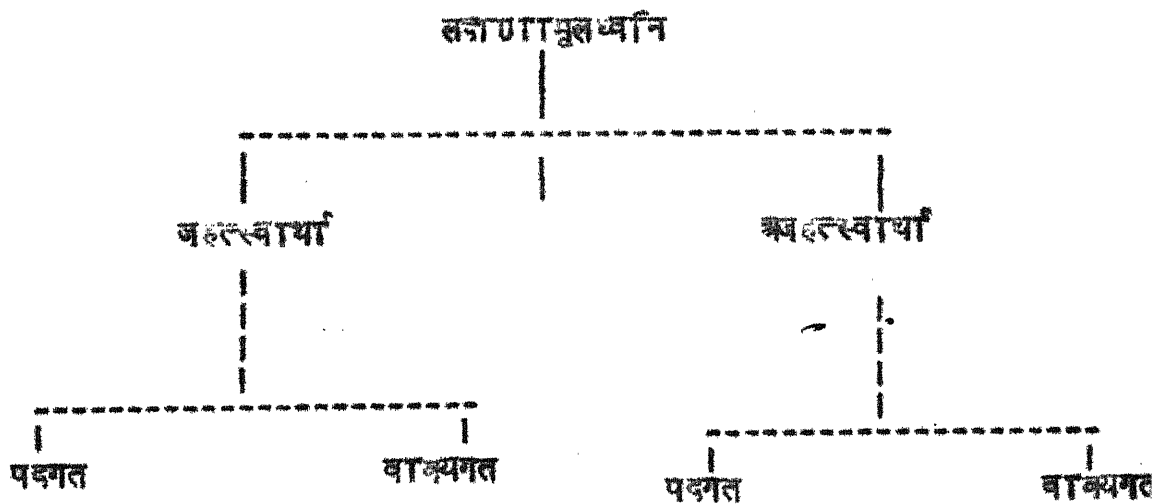 लक्षणामूलध्वनि
जहत्स्वार्था
अजहत्स्वार्था
पदगत
वाक्यगत
पदगत
वाक्यगत